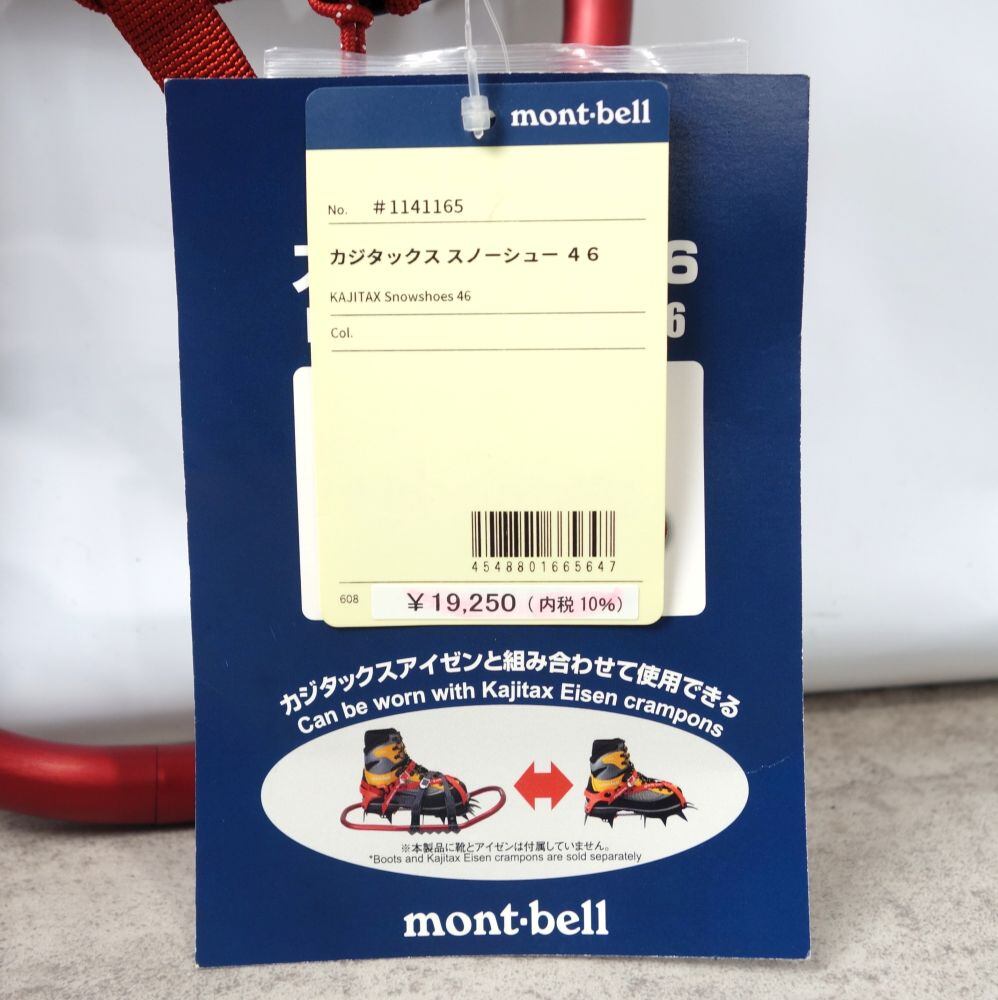 mont·bell
No. #1141165
カジタックス スノーシュー 46
KAJITAX Snowshoes 46
Col.
6
6
4548801665647
608
¥19,250(内税10%)
カジタックスアイゼンと組み合わせて使用できる
Can be worn with Kajitax Eisen crampons
※本製品に靴とアイゼンは付属していません。
*Boots and Kajitax Eisen crampons are sold separately
mont·bell